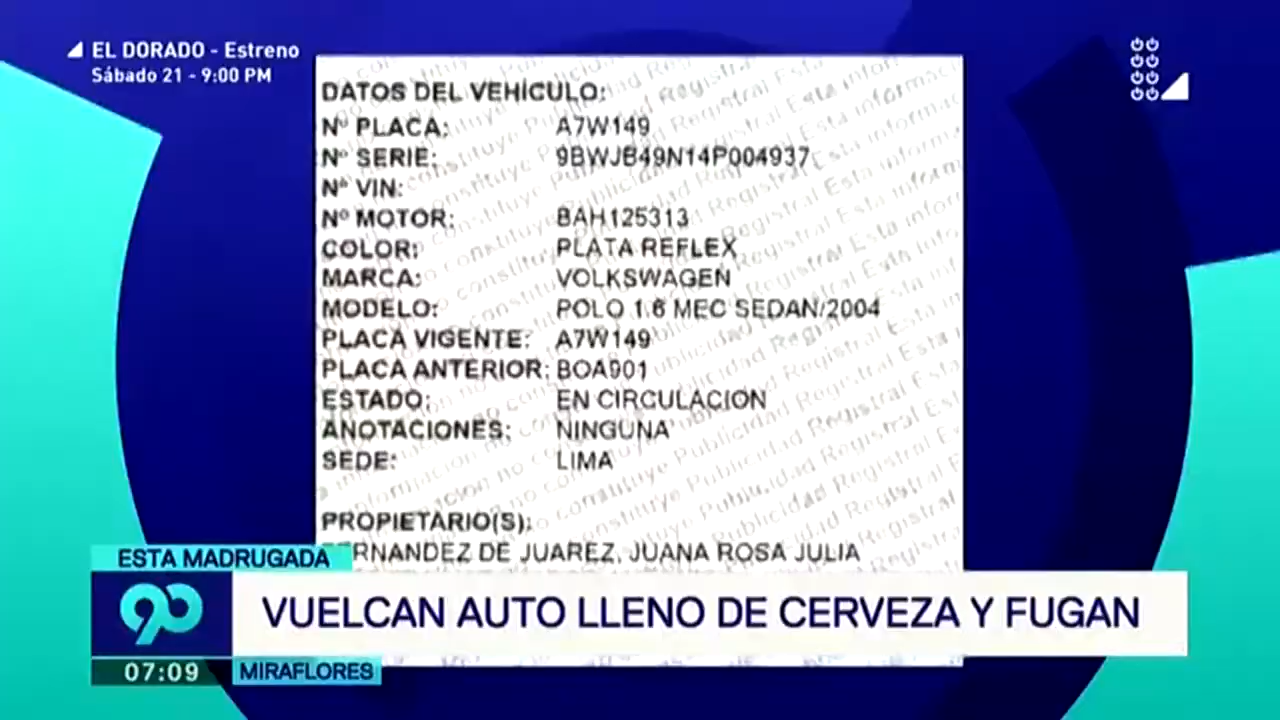 EL DORADO - Estreno
Sábado 21 - 9:00 PM
DATOS DEL VEHÍCULO:
Nº PLACA: A7W149
Nº SERIE: 9BWJB49N14P004937
Nº VIN:
Nº MOTOR: BAH125313
COLOR: PLATA REFLEX
MARCA: VOLKSWAGEN
MODELO: POLO 1.6 MEC SEDAN/2004
PLACA VIGENTE: A7W149
PLACA ANTERIOR: BOA901
ESTADO: EN CIRCULACION
ANOTACIONES: NINGUNA
SEDE: LIMA
PROPIETARIO(S):
ERNANDEZ DE JUAREZ, JUANA ROSA JULIA
ESTA MADRUGADA
90
VUELCAN AUTO LLENO DE CERVEZA Y FUGAN
07:09 MIRAFLORES